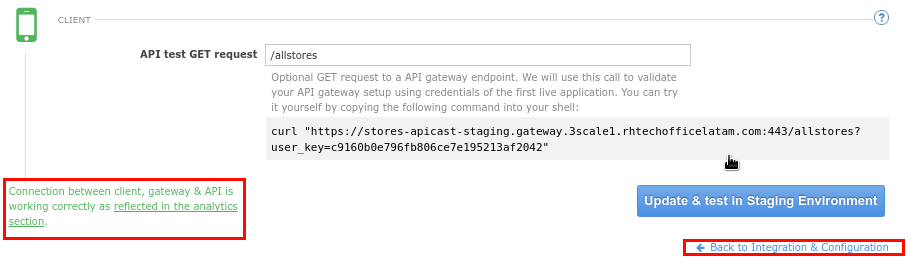 CLIENT
?
API test GET request
/allstores
Optional GET request to a API gateway endpoint. We will use this call to validate
your API gateway setup using credentials of the first live application. You can try
it yourself by copying the following command into your shell:
curl "https://stores-apicast-staging.gateway.3scale1.rhtechofficelatam.com:443/allstores?
user_key=c9160b0e796fb806ce7e195213af2042"
Connection between client, gateway & API is
working correctly as reflected in the analytics
section.
Update & test in Staging Environment
← Back to Integration & Configuration